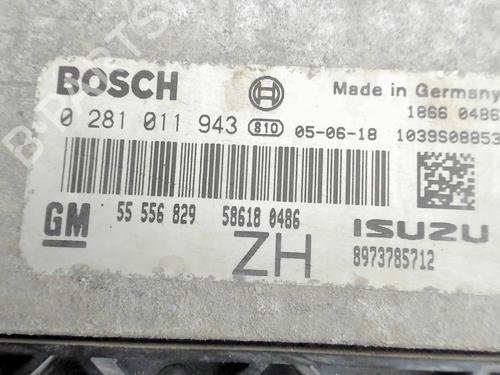 BOSCH Made in Germany
1866 0486
0 281 011 943 810 05-06-18 1039S08853
GM 55 556 829 58618 0486 ISUZU
ZH 8973785712